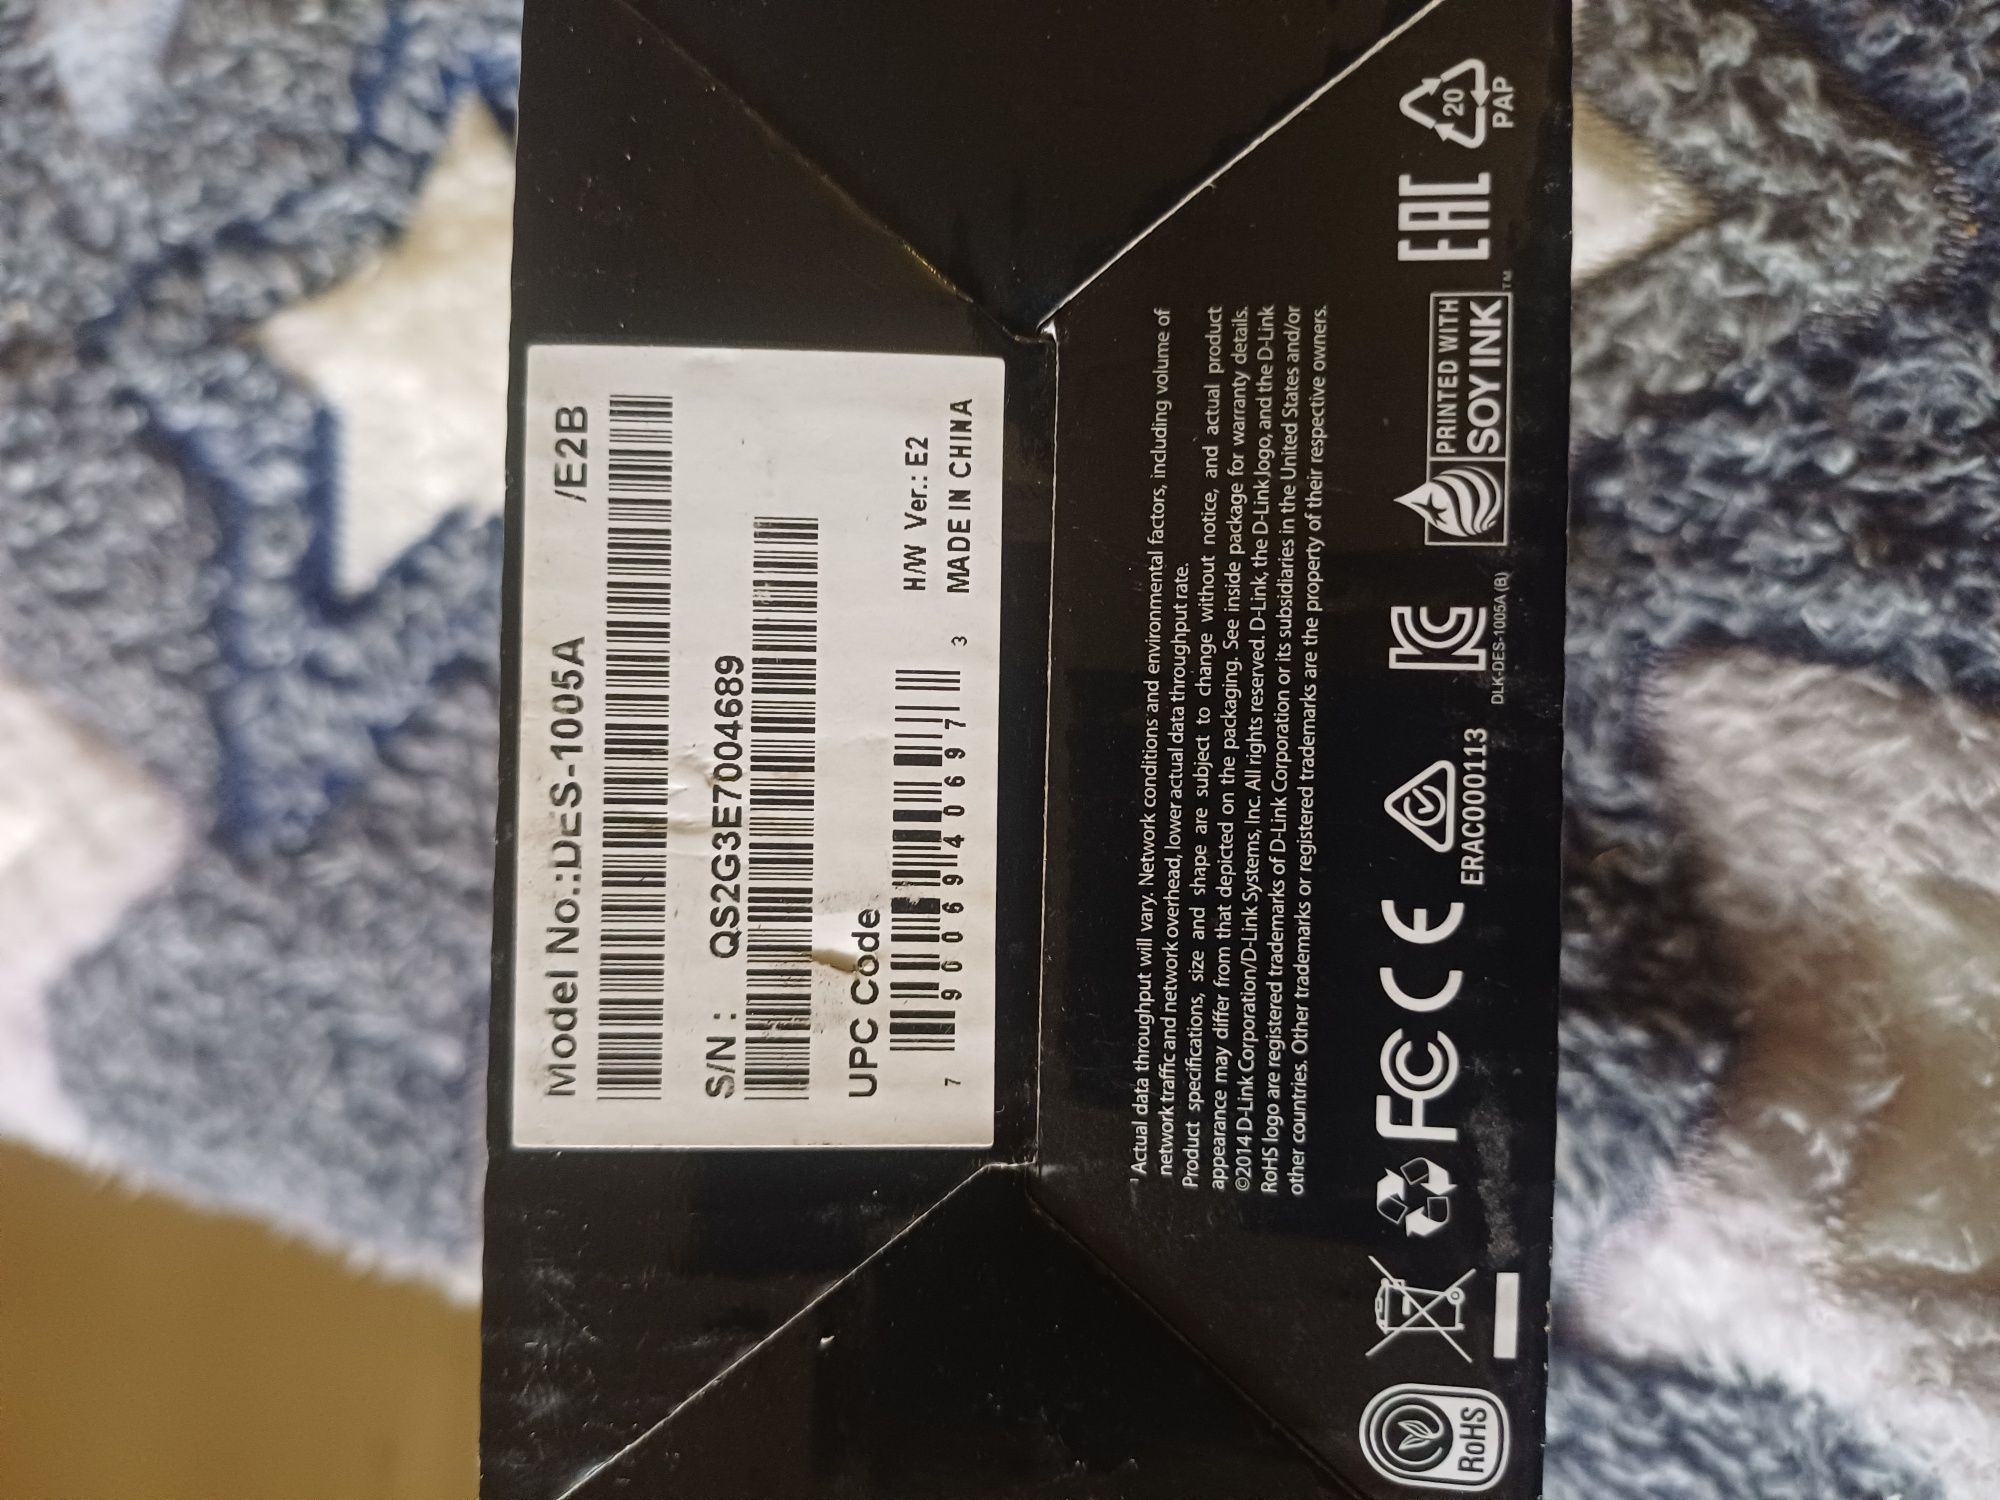 Model No.:DES-1005A /E2B
S/N : QS2G3E7004689
UPC Code
7 90069 40697 3
H/W Ver.: E2
MADE IN CHINA
¹ Actual data throughput will vary. Network conditions and environmental factors, including volume of
network traffic and network overhead, lower actual data throughput rate.
Product specifications, size and shape are subject to change without notice, and actual product
appearance may differ from that depicted on the packaging. See inside package for warranty details.
©2014 D-Link Corporation/D-Link Systems, Inc. All rights reserved. D-Link, the D-Link logo, and the D-Link
RoHS logo are registered trademarks of D-Link Corporation or its subsidiaries in the United States and/or
other countries. Other trademarks or registered trademarks are the property of their respective owners.
RoHS
FC CE
ERAC000113
KC
DLK-DES-1005A (B)
PRINTED WITH
SOY INK ™
EAC
20
PAP